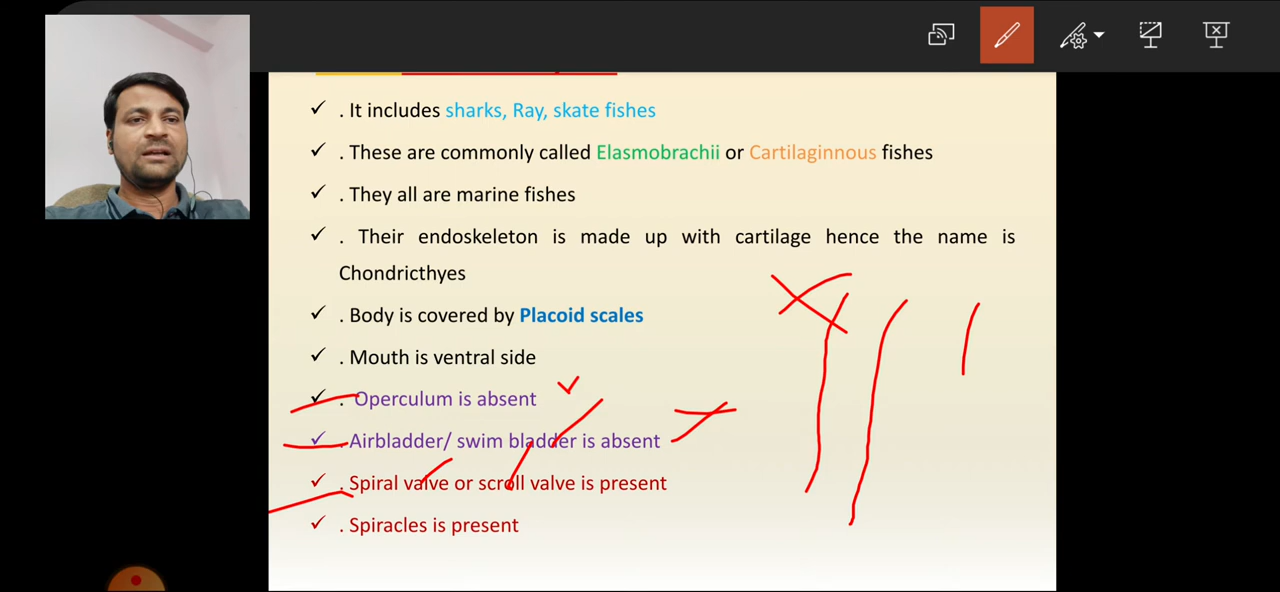 ✓ . It includes sharks, Ray, skate fishes
✓ . These are commonly called Elasmobrachii or Cartilaginnous fishes
✓ . They all are marine fishes
✓ . Their endoskeleton is made up with cartilage hence the name is
Chondricthyes
✓ . Body is covered by Placoid scales
✓ . Mouth is ventral side
✓ . Operculum is absent
✓ . Airbladder/ swim bladder is absent
✓ . Spiral valve or scroll valve is present
✓ . Spiracles is present